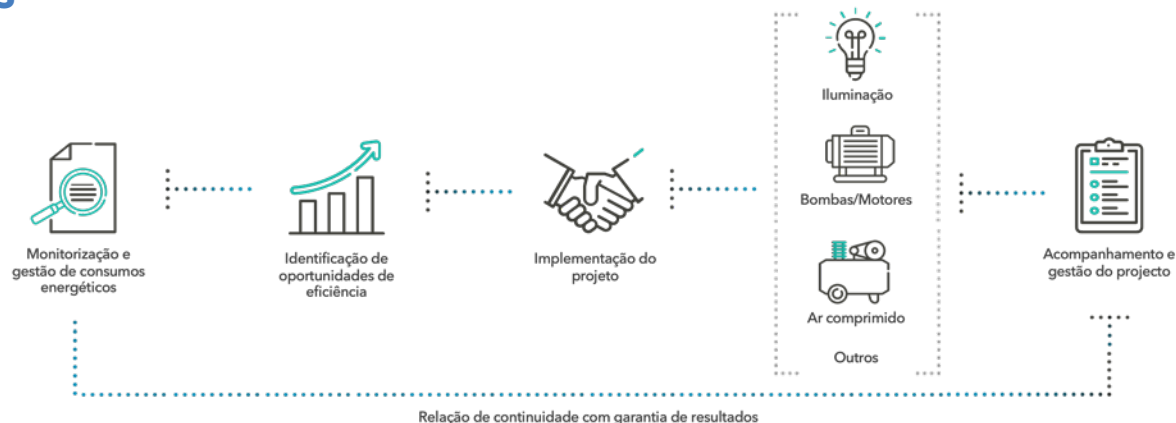 Monitorização e
gestão de consumos
energéticos
Identificação de
oportunidades de
eficiência
Implementação do
projeto
Iluminação
Bombas/Motores
Ar comprimido
Outros
Acompanhamento e
gestão do projecto
Relação de continuidade com garantia de resultados